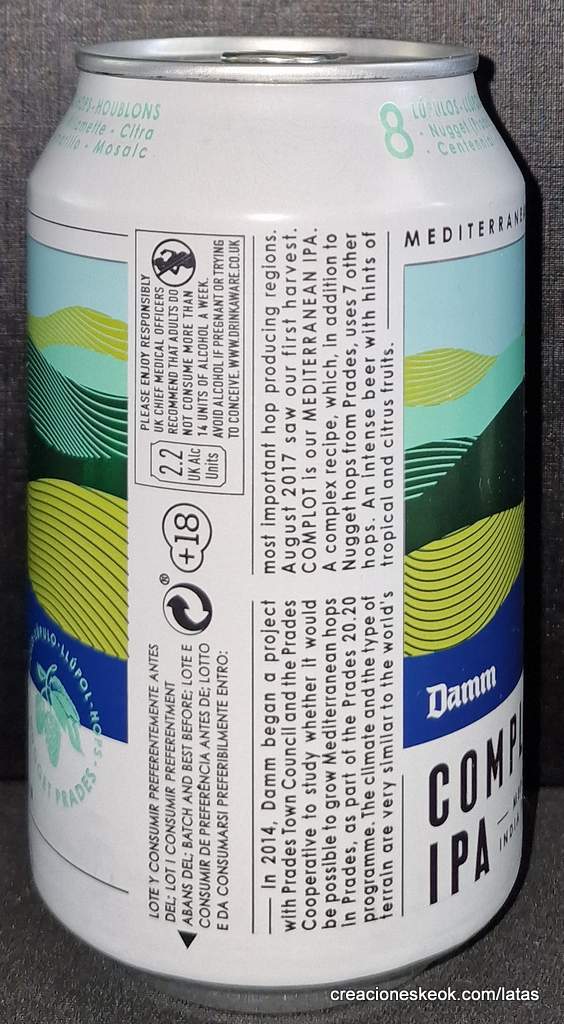 HOPS·HOUBLONS
Citra
Mosaic
8
LÚPULOS·LLÚPOLS
· Nugget
· Centennial
MEDITERRANEAN
PLEASE ENJOY RESPONSIBLY
UK CHIEF MEDICAL OFFICERS
RECOMMEND THAT ADULTS DO
NOT CONSUME MORE THAN
14 UNITS OF ALCOHOL A WEEK.
AVOID ALCOHOL IF PREGNANT OR TRYING
TO CONCEIVE. WWW.DRINKAWARE.CO.UK
2.2
UK Alc
Units
+18
®
LOTE Y CONSUMIR PREFERENTEMENTE ANTES
DEL; LOT I CONSUMIR PREFERENTMENT
ABANS DEL; BATCH AND BEST BEFORE; LOTE E
CONSUMIR DE PREFERÊNCIA ANTES DE; LOTTO
E DA CONSUMARSI PREFERIBILMENTE ENTRO:
In 2014, Damm began a project
with Prades Town Council and the Prades
Cooperative to study whether it would
be possible to grow Mediterranean hops
in Prades, as part of the Prades 20.20
programme. The climate and the type of
terrain are very similar to the world's
most important hop producing regions.
August 2017 saw our first harvest.
COMPLOT is our MEDITERRANEAN IPA.
A complex recipe, which, in addition to
Nugget hops from Prades, uses 7 other
hops. An intense beer with hints of
tropical and citrus fruits.
LÚPULO·LLÚPOL·HOPS
PRADES
Damm
COMPL
IPA
INDIA
creacioneskeok.com/latas